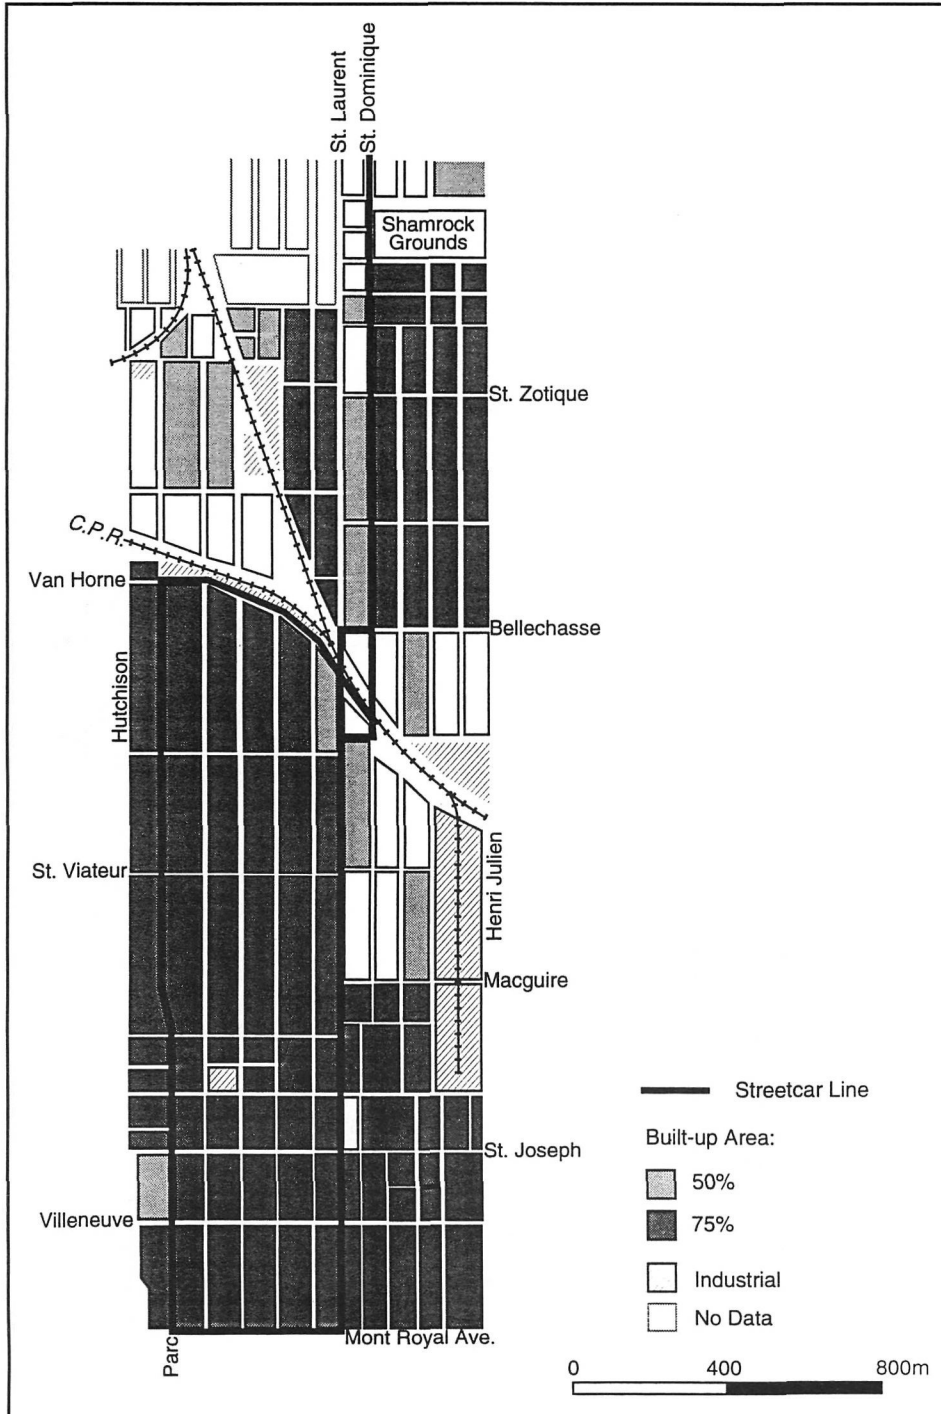 St. Laurent
St. Dominique
Shamrock
Grounds
St. Zotique
C.P.R.
Van Horne
Bellechasse
Hutchison
St. Viateur
Henri Julien
Macguire
St. Joseph
Villeneuve
Mont Royal Ave.
Parc
Streetcar Line
Built-up Area:
50%
75%
Industrial
No Data
0 400 800m